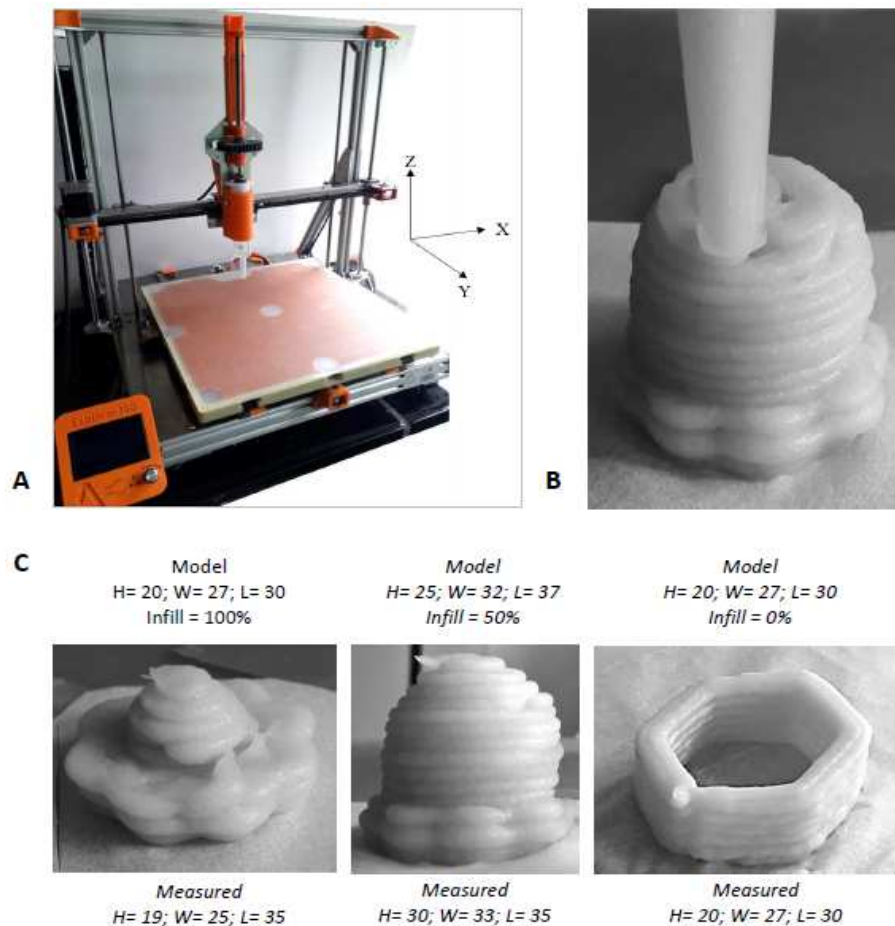 Z
X
Y
A
B
C
Model
H= 20; W= 27; L= 30
Infill = 100%
Model
H= 25; W= 32; L= 37
Infill = 50%
Model
H= 20; W= 27; L= 30
Infill = 0%
Measured
H= 19; W= 25; L= 35
Measured
H= 30; W= 33; L= 35
Measured
H= 20; W= 27; L= 30